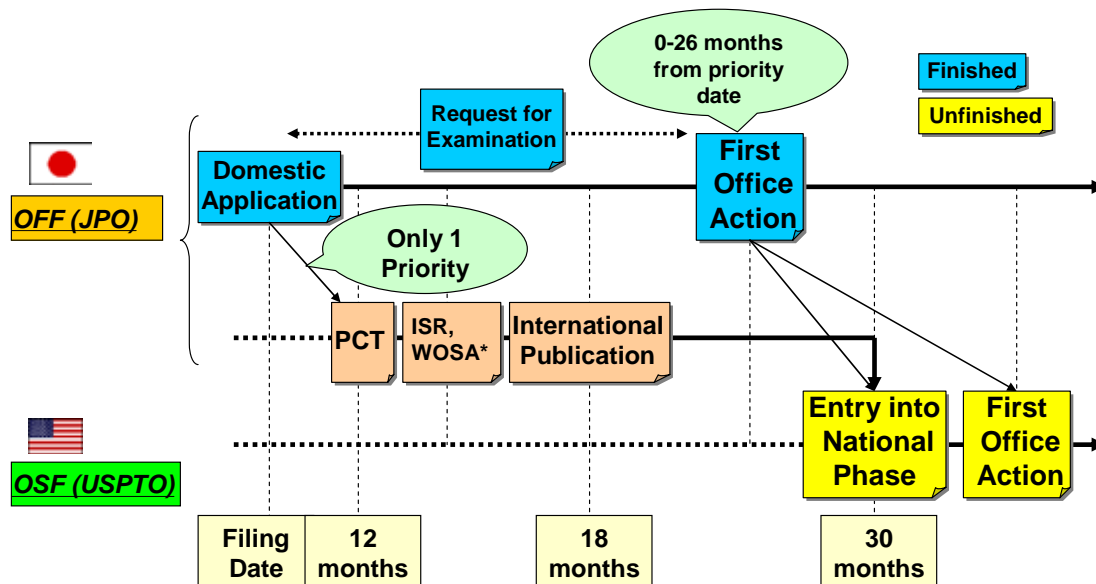 0-26 months
from priority
date
Finished
Unfinished
Request for
Examination
First
Office
Action
Domestic
Application
OFF (JPO)
Only 1
Priority
PCT
ISR,
WOSA*
International
Publication
Entry into
National
Phase
First
Office
Action
OSF (USPTO)
Filing
Date
12
months
18
months
30
months